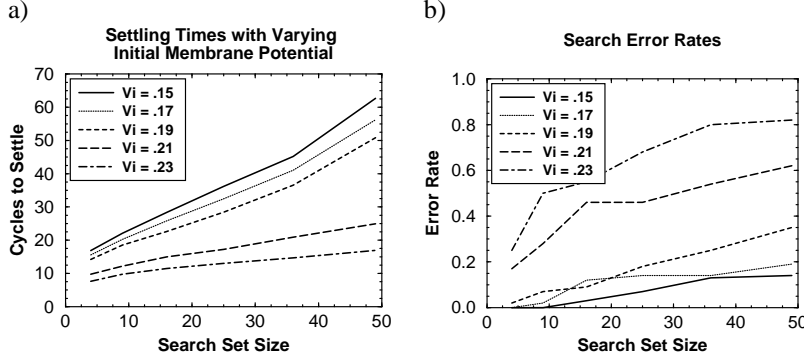 a)
Settling Times with Varying
Initial Membrane Potential
70
60
50
40
30
20
10
0
Cycles to Settle
Vi = .15
Vi = .17
Vi = .19
Vi = .21
Vi = .23
0 10 20 30 40 50
Search Set Size
b)
Search Error Rates
1.0
0.8
0.6
0.4
0.2
0.0
Error Rate
Vi = .15
Vi = .17
Vi = .19
Vi = .21
Vi = .23
0 10 20 30 40 50
Search Set Size